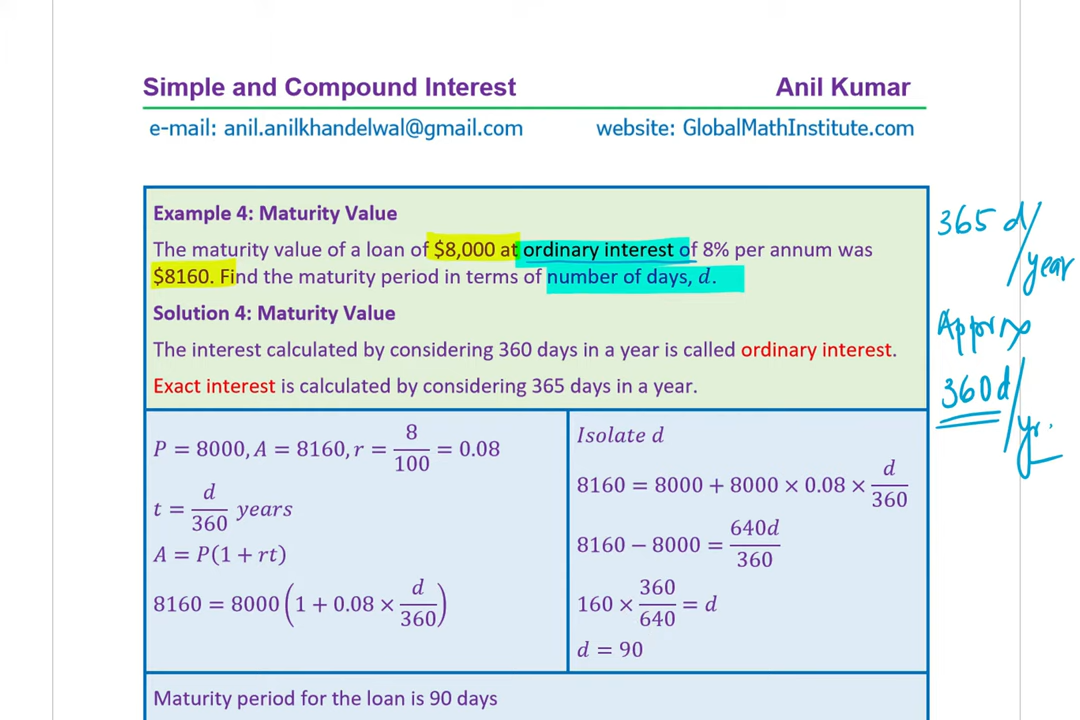 Simple and Compound Interest Anil Kumar
e-mail: anil.anilkhandelwal@gmail.com website: GlobalMathInstitute.com
Example 4: Maturity Value
The maturity value of a loan of $8,000 at ordinary interest of 8% per annum was
$8160. Find the maturity period in terms of number of days, d.
Solution 4: Maturity Value
The interest calculated by considering 360 days in a year is called ordinary interest.
Exact interest is calculated by considering 365 days in a year.
P = 8000, A = 8160, r = 8/100 = 0.08
t = d/360 years
A = P(1 + rt)
8160 = 8000(1 + 0.08 × d/360)
Isolate d
8160 = 8000 + 8000 × 0.08 × d/360
8160 − 8000 = 640d/360
160 × 360/640 = d
d = 90
Maturity period for the loan is 90 days
365 d/year
Approx
360d/yr.